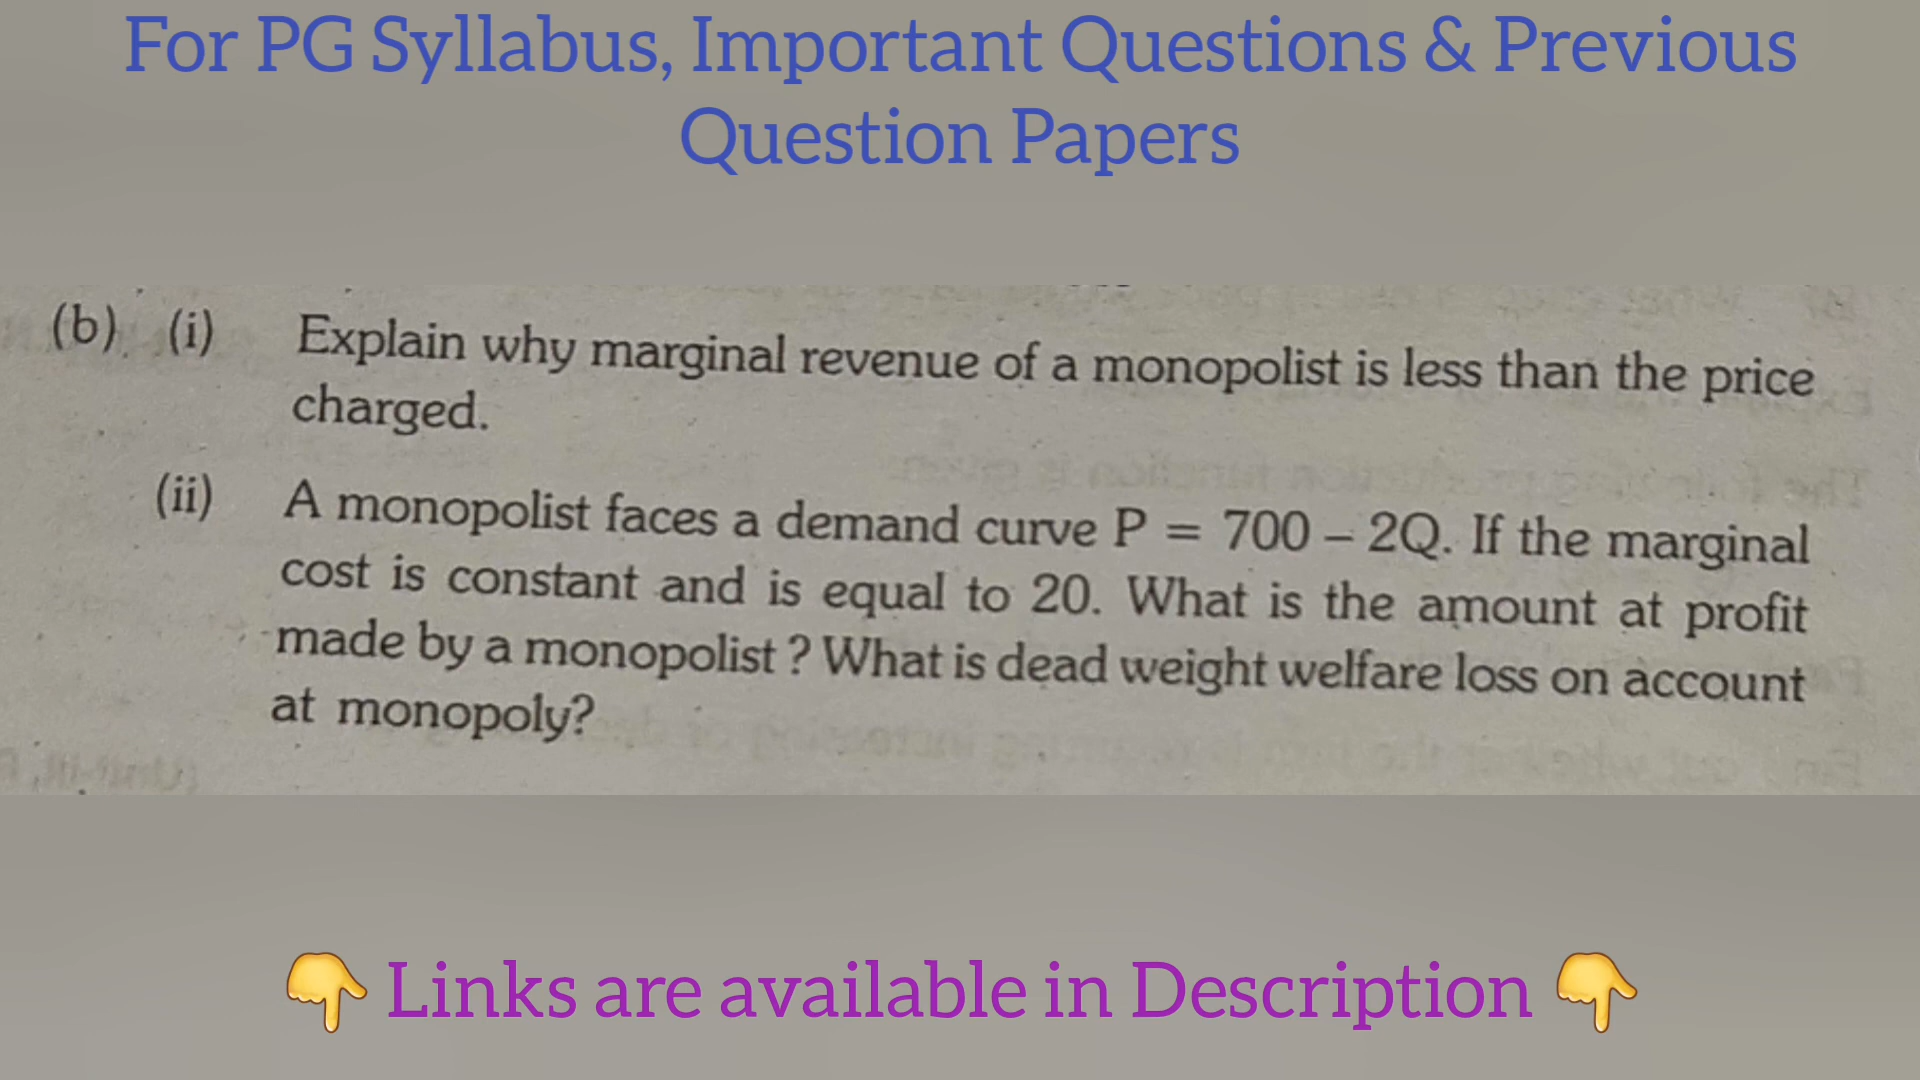 For PG Syllabus, Important Questions & Previous
Question Papers
(b) (i) Explain why marginal revenue of a monopolist is less than the price
charged.
(ii) A monopolist faces a demand curve P = 700 – 2Q. If the marginal
cost is constant and is equal to 20. What is the amount at profit
made by a monopolist ? What is dead weight welfare loss on account
at monopoly?
👇 Links are available in Description 👇